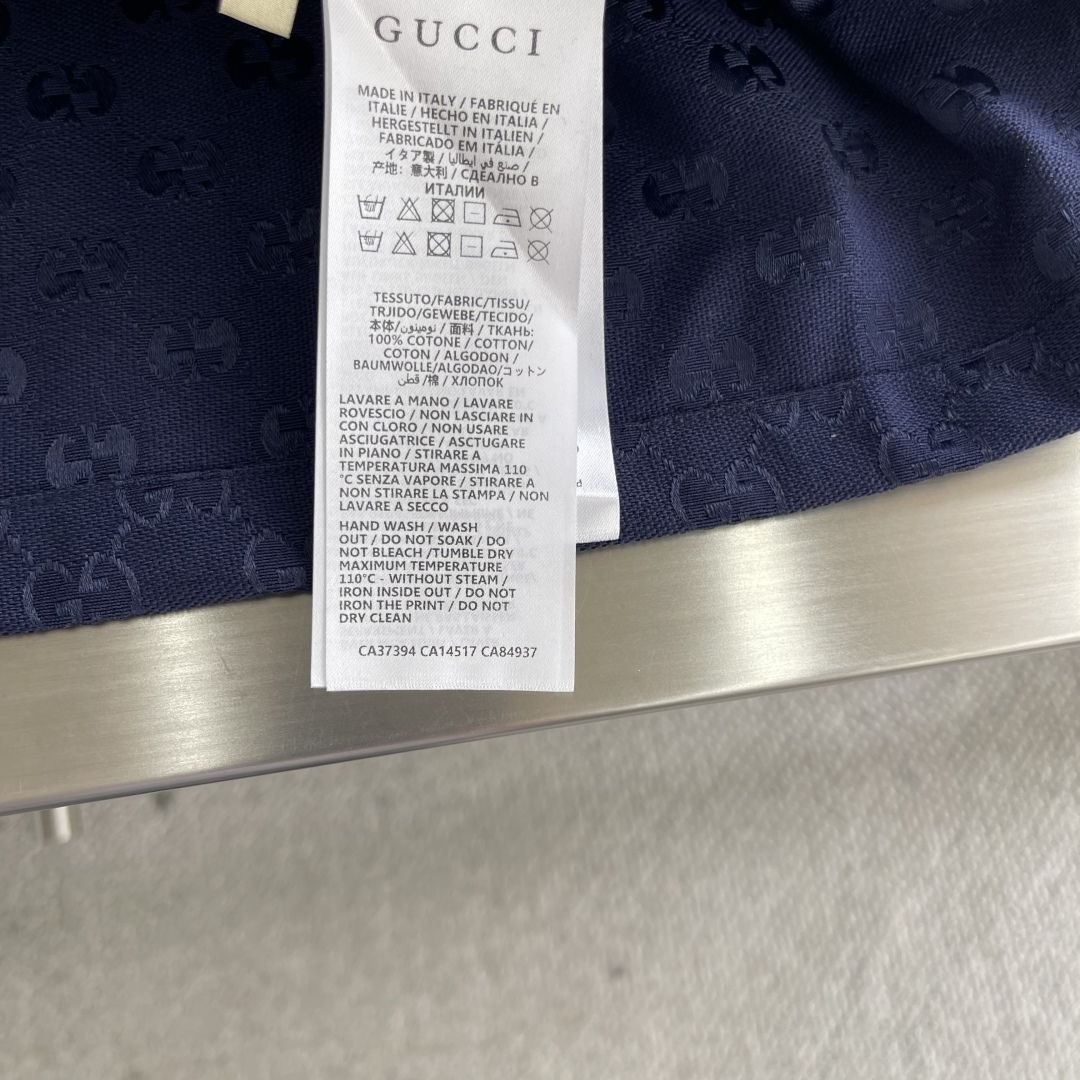 GUCCI
MADE IN ITALY / FABRIQUÉ EN
ITALIE / HECHO EN ITALIA /
HERGESTELLT IN ITALIEN /
FABRICADO EM ITÁLIA /
イタア製 / صنع في ايطاليا /
产地：意大利 / СДЕАЛНО В
ИТАЛИИ
TESSUTO/FABRIC/TISSU/
TRJIDO/GEWEBE/TECIDO/
本体/نومينون/ 面料 / ТКАНЬ:
100% COTONE / COTTON/
COTON / ALGODON /
BAUMWOLLE/ALGODAO/コットン
قطن /棉 / ХЛОПОК
LAVARE A MANO / LAVARE
ROVESCIO / NON LASCIARE IN
CON CLORO / NON USARE
ASCIUGATRICE / ASCTUGARE
IN PIANO / STIRARE A
TEMPERATURA MASSIMA 110
°C SENZA VAPORE / STIRARE A
NON STIRARE LA STAMPA / NON
LAVARE A SECCO
HAND WASH / WASH
OUT / DO NOT SOAK / DO
NOT BLEACH /TUMBLE DRY
MAXIMUM TEMPERATURE
110°C - WITHOUT STEAM /
IRON INSIDE OUT / DO NOT
IRON THE PRINT / DO NOT
DRY CLEAN
CA37394 CA14517 CA84937